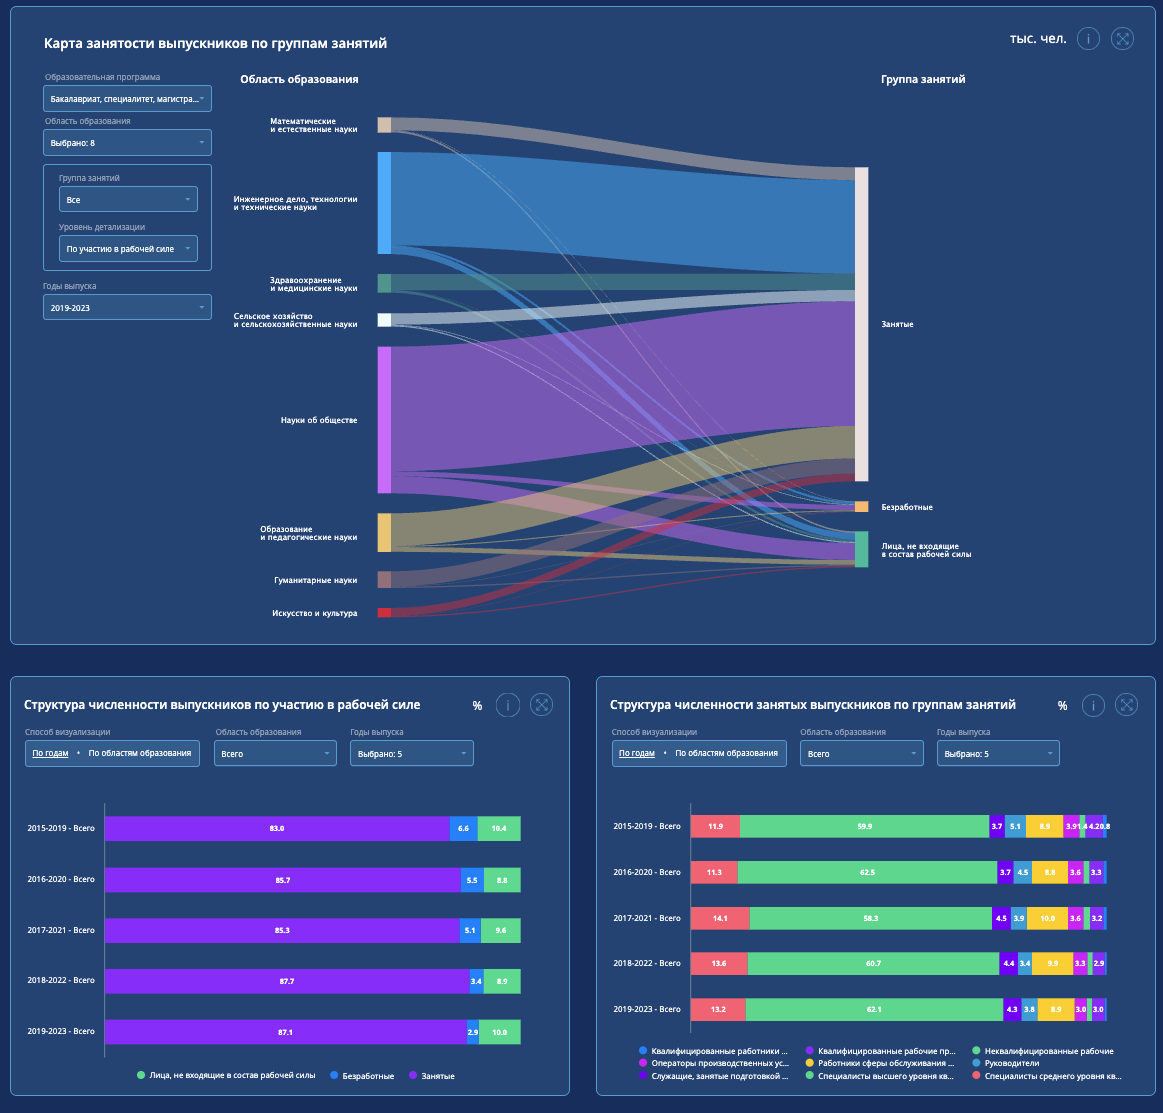 Карта занятости выпускников по группам занятий
тыс. чел.
i
Образовательная программа
Бакалавриат, специалитет, магистра...
Область образования
Выбрано: 8
Группа занятий
Все
Уровень детализации
По участию в рабочей силе
Годы выпуска
2019-2023
Область образования
Группа занятий
Математические
и естественные науки
Инженерное дело, технологии
и технические науки
Здравоохранение
и медицинские науки
Сельское хозяйство
и сельскохозяйственные науки
Науки об обществе
Образование
и педагогические науки
Гуманитарные науки
Искусство и культура
Занятые
Безработные
Лица, не входящие
в состав рабочей силы
Структура численности выпускников по участию в рабочей силе
%
i
Способ визуализации
По годам • По областям образования
Область образования
Всего
Годы выпуска
Выбрано: 5
2015-2019 - Всего 83.0 6.6 10.4
2016-2020 - Всего 85.7 5.5 8.8
2017-2021 - Всего 85.3 5.1 9.6
2018-2022 - Всего 87.7 3.4 8.9
2019-2023 - Всего 87.1 2.9 10.0
Лица, не входящие в состав рабочей силы Безработные Занятые
Структура численности занятых выпускников по группам занятий
%
i
Способ визуализации
По годам • По областям образования
Область образования
Всего
Годы выпуска
Выбрано: 5
2015-2019 - Всего 11.9 59.9 3.7 5.1 8.9 3.9 1.4 4.2 0.8
2016-2020 - Всего 11.3 62.5 3.7 4.5 8.8 3.6 3.3
2017-2021 - Всего 14.1 58.3 4.5 3.9 10.0 3.6 3.2
2018-2022 - Всего 13.6 60.7 4.4 3.4 9.9 3.3 2.9
2019-2023 - Всего 13.2 62.1 4.3 3.8 8.9 3.0 3.0
Квалифицированные работники ... Квалифицированные рабочие пр... Неквалифицированные рабочие
Операторы производственных ус... Работники сферы обслуживания ... Руководители
Служащие, занятые подготовкой ... Специалисты высшего уровня кв... Специалисты среднего уровня кв...